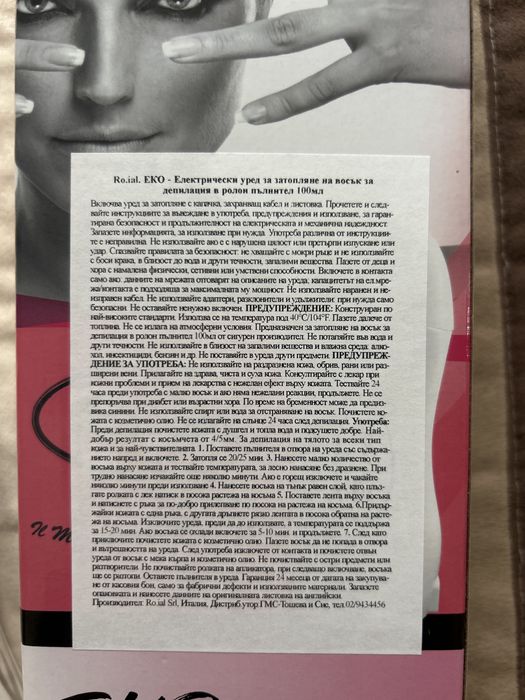 Ro.ial. ЕКО - Електрически уред за затопляне на восък за
депилация в ролон пълнител 100мл
Включва уред за затопляне с капачка, захранващ кабел и листовка. Прочетете и след-
вайте инструкциите за въвеждане в употреба, предупреждения и използване, за гаран-
тирана безопасност и продължителност на електрическата и механична надеждност.
Запазете информацията, за използване при нужда. Употреба различна от инструкции-
те е неправилна. Не използвайте ако е с нарушена цялост или претърпян изпускане или
удар. Спазвайте правилата за безопасност: не хващайте с мокри ръце и не използвайте
с боси крака, в близост до вода и други течности, запалими вещества. Пазете от деца и
хора с намалена физически, сетивни или умствени способности. Включете в контакта
само ако: данните на мрежата отговарят на описаните на уреда, капацитетът на ел.мре-
жа/контакта е подходяща за максималната му мощност. Не използвайте наранен и не-
изправен кабел. Не използвайте адаптери, разклонители и удължители: при нужда само
безопасни. Не оставяйте ненужно включен. ПРЕДУПРЕЖДЕНИЕ: Конструиран по
най-високите стандарти. Използва се на температура под 40°C/104°F. Пазете далече от
топлина. Не се излага на атмосферни условия. Предназначен за затопляне на восък за
депилация в ролон пълнител 100мл от сигурен производител. Не потапяйте във вода и
други течности. Не използвайте в близост на запалими вещества и влажна среда: алко-
хол, инсектициди, бензин и др. Не поставяйте в уреда други предмети. ПРЕДУПРЕЖ-
ДЕНИЕ ЗА УПОТРЕБА: Не използвайте на раздразнена кожа, обрив, рани или раз-
ширени вени. Прилагайте на здрава, чиста и суха кожа. Консултирайте с лекар при
кожни проблеми и прием на лекарства с нежелан ефект върху кожата. Тествайте 24
часа преди употреба с малко восък и ако няма нежелани реакции, продължете. Не се
препоръчва при диабет или възрастни хора. По време на бременност може да предиз-
вика синини. Не използвайте спирт или вода за отстраняване на восък. Почистете ко-
жата с козметично олио. Не се излагайте на слънце 24 часа след депилация. Употреба:
Преди депилация почистете кожата с душгел и топла вода и подсушете добре. Най-
добър резултат с косъмчета от 4/5мм. За депилация на тялото за всеки тип
кожа и за най-чувствителната. 1. Поставете пълнителя в отвора на уреда със съдържа-
нието напред и включете. 2. Затопля се 20/25 мин. 3. Нанесете малко количество от
восъка върху кожата и тествайте температурата, за лесно нанасяне без дразнене. При
трудно нанасяне изчакайте още няколко минути. Ако е горещ изключете и чакайте
няколко минути преди използване 4. Нанесете восъка на тънък равен слой, като плъз-
гате ролката с лек натиск в посока растежа на косъма 5. Поставете лента върху восъка
и натиснете с ръка за по-добро прилепване по посока на растежа на косъма. 6.Придър-
жайки кожата с една ръка, с другата дръпнете рязко лентата в посока обратна на расте-
жа на косъма. Изключете уреда, преди да го използвате, а температурата се поддържа
за 15-20 мин. Ако восъка се охлади включете за 5-10 мин и продължете. 7. След като
приключите почистете кожата с козметично олио. Пазете восък да не попада в отвора
и вътрешността на уреда. След употреба изключете от контакта и почистете отвън
уреда от восък с мека кърпа и козметично олио. Не почиствайте с остри предмети или
разтворители. Не почиствайте ролката на апликатора, при следващо включване, восъка
ще се разтопи. Оставете пълнителя в уреда. Гаранция 24 месеца от датата на закупува-
не от касовия бон, само за фабрични дефекти и използваните материали. Запазете
опаковката и нанесете данните на оригиналната листовка на английски.
Производител: Ro.ial Srl, Италия. Дистрибутор:ГМС-Тошева и Сие, тел.02/9434456